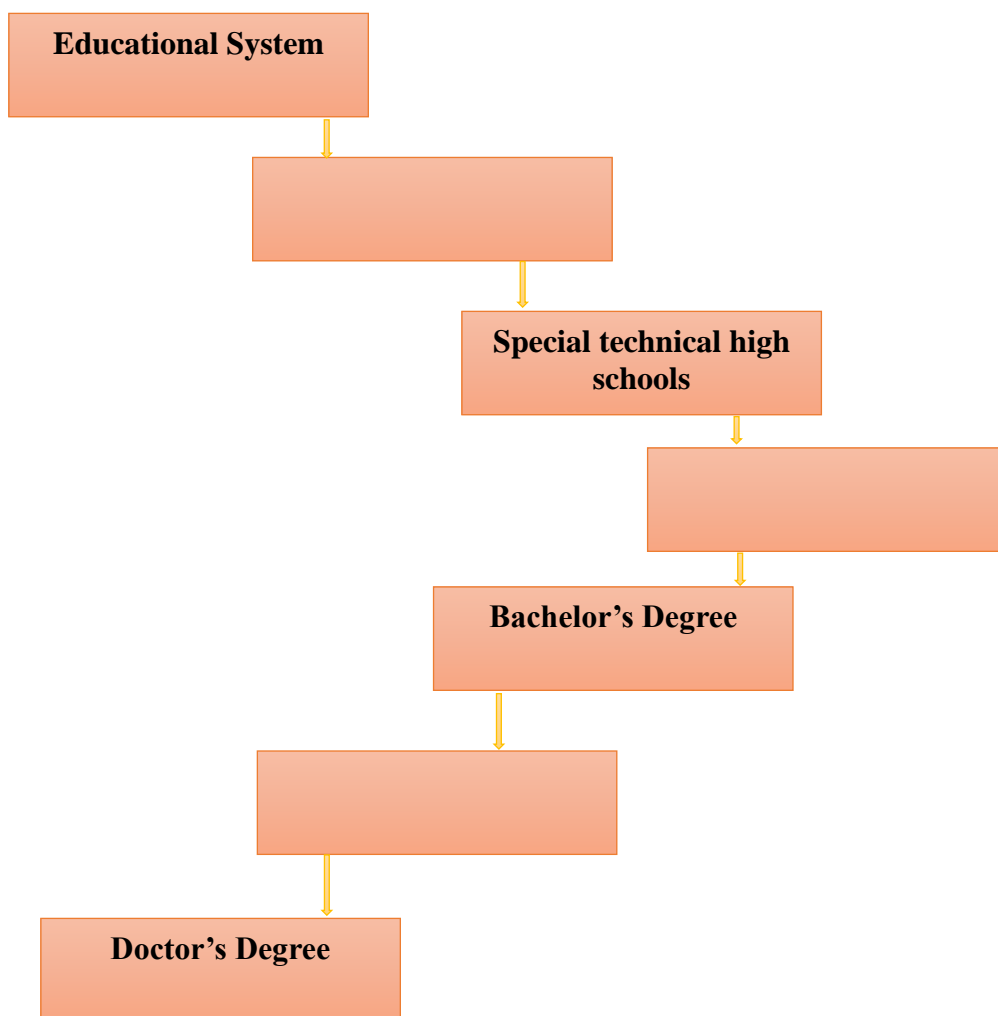 Educational System
Special technical high
schools
Bachelor’s Degree
Doctor’s Degree